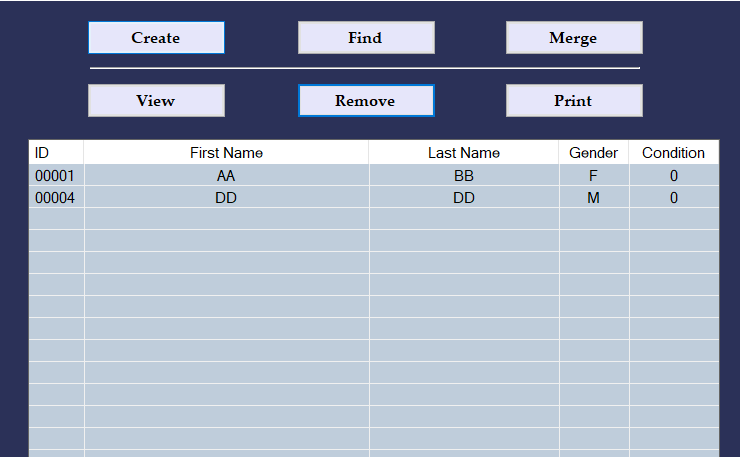 Create Find Merge
View Remove Print
ID First Name Last Name Gender Condition
00001 AA BB F 0
00004 DD DD M 0